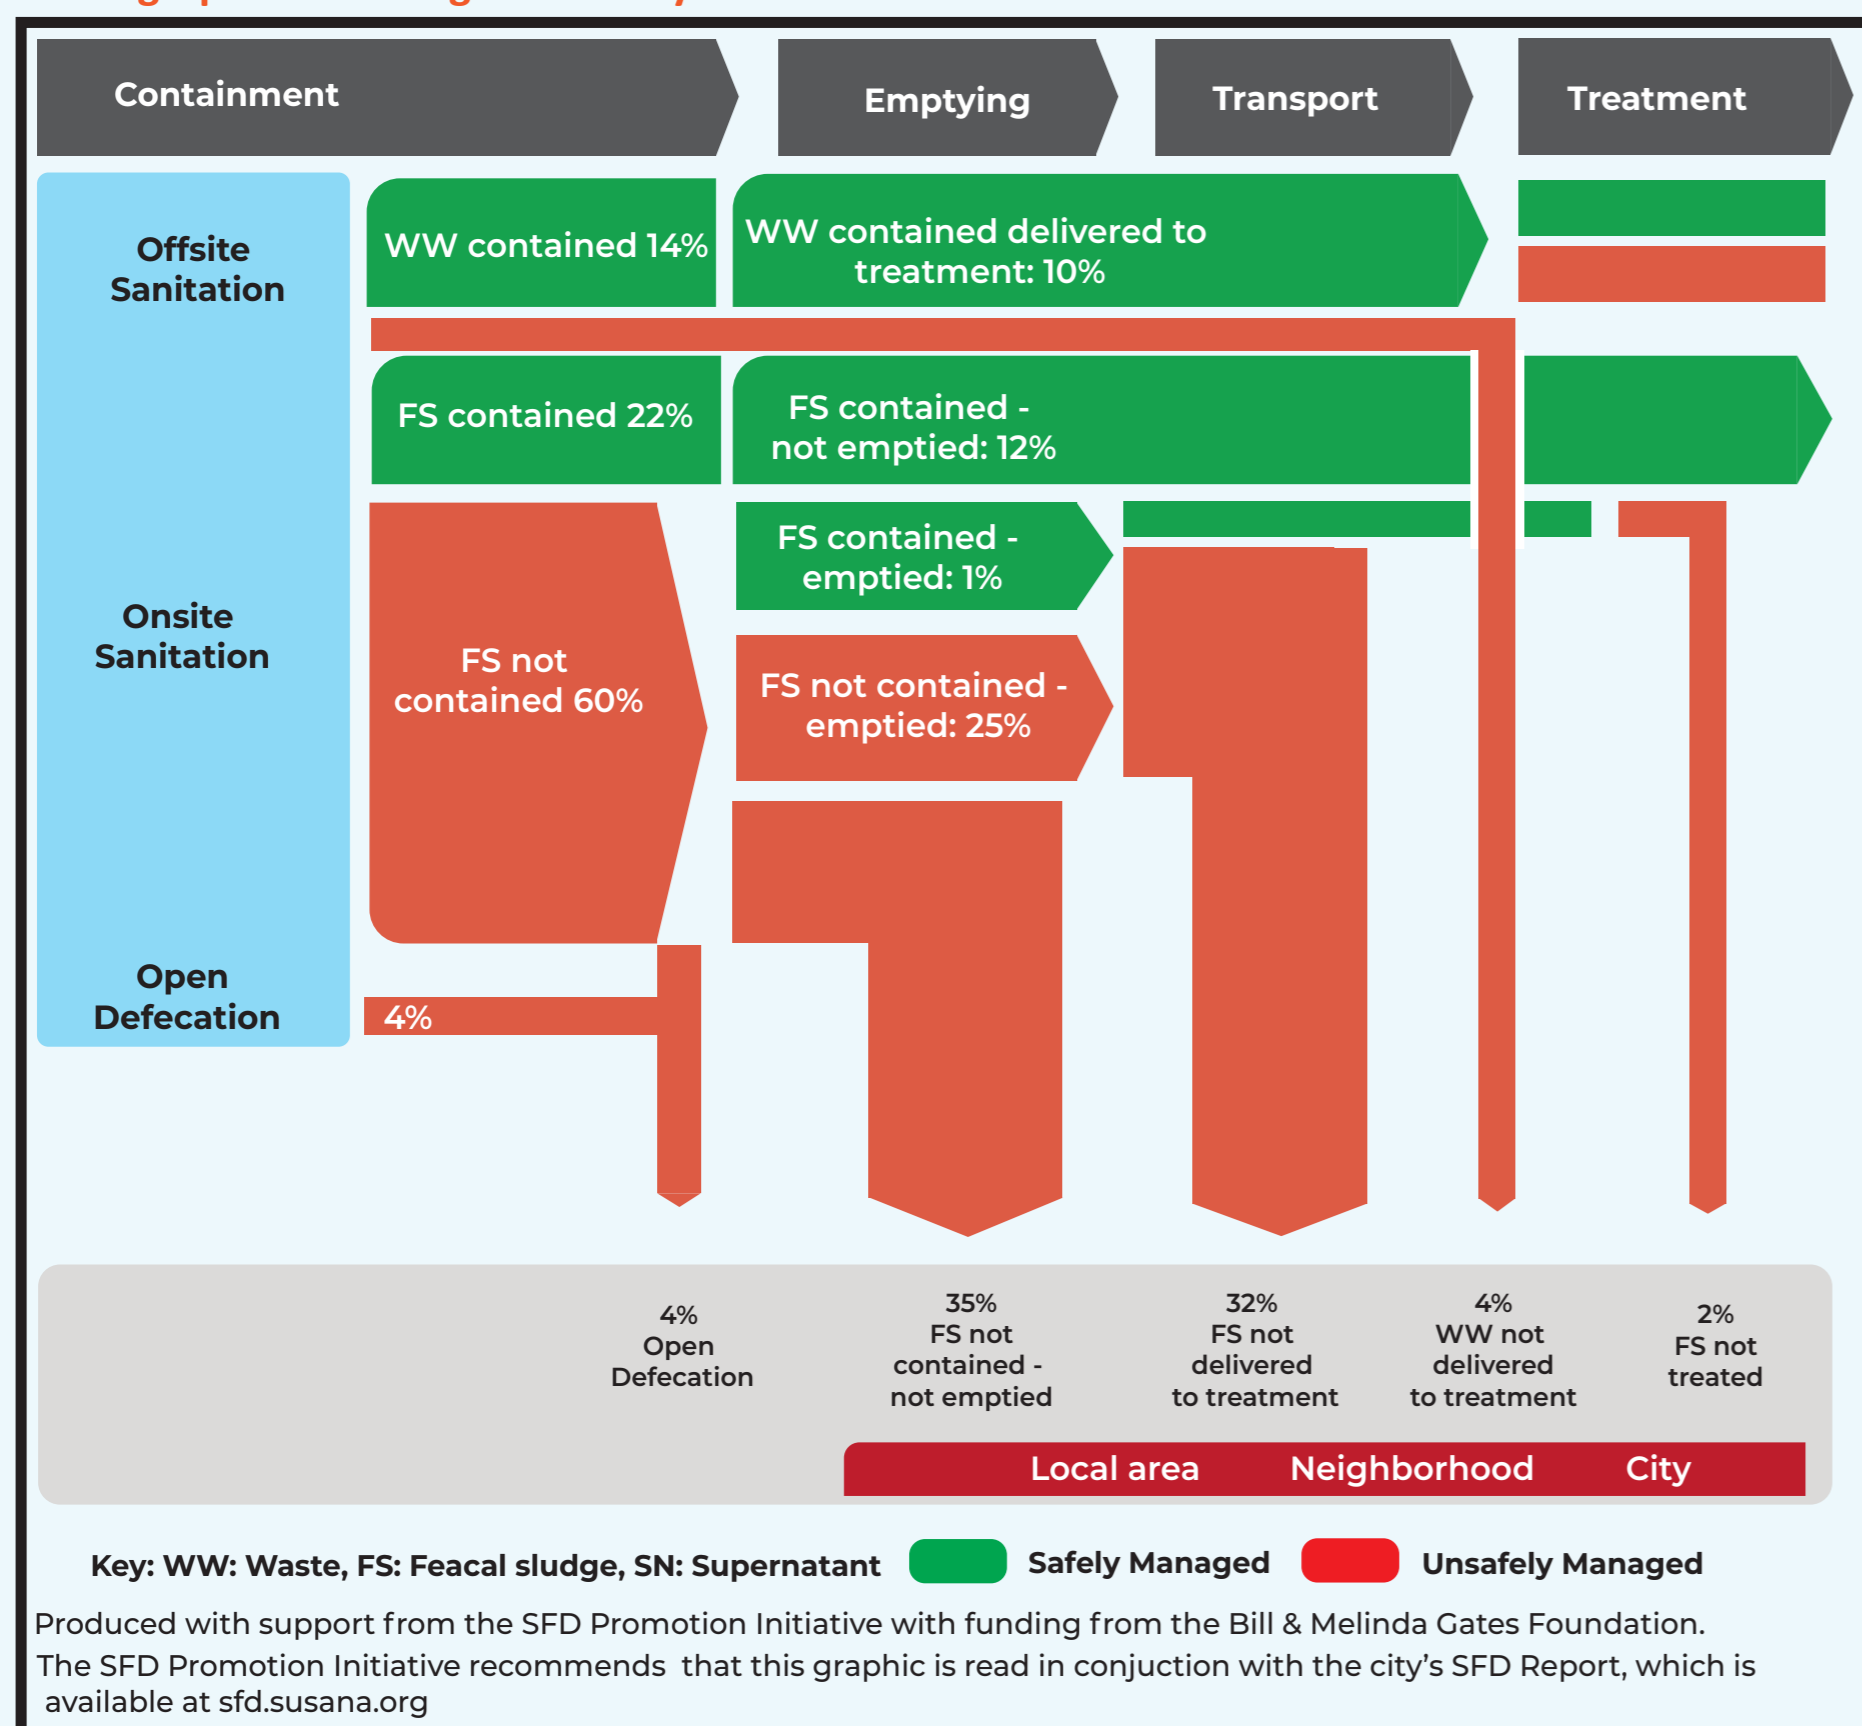 Containment
Emptying
Transport
Treatment
Offsite
Sanitation
WW contained 14%
WW contained delivered to
treatment: 10%
FS contained 22%
FS contained -
not emptied: 12%
Onsite
Sanitation
FS not
contained 60%
FS contained -
emptied: 1%
FS not contained -
emptied: 25%
Open
Defecation
4%
4%
Open
Defecation
35%
FS not
contained -
not emptied
32%
FS not
delivered
to treatment
4%
WW not
delivered
to treatment
2%
FS not
treated
Local area
Neighborhood
City
Key: WW: Waste, FS: Feacal sludge, SN: Supernatant
Safely Managed
Unsafely Managed
Produced with support from the SFD Promotion Initiative with funding from the Bill & Melinda Gates Foundation.
The SFD Promotion Initiative recommends that this graphic is read in conjuction with the city's SFD Report, which is
available at sfd.susana.org